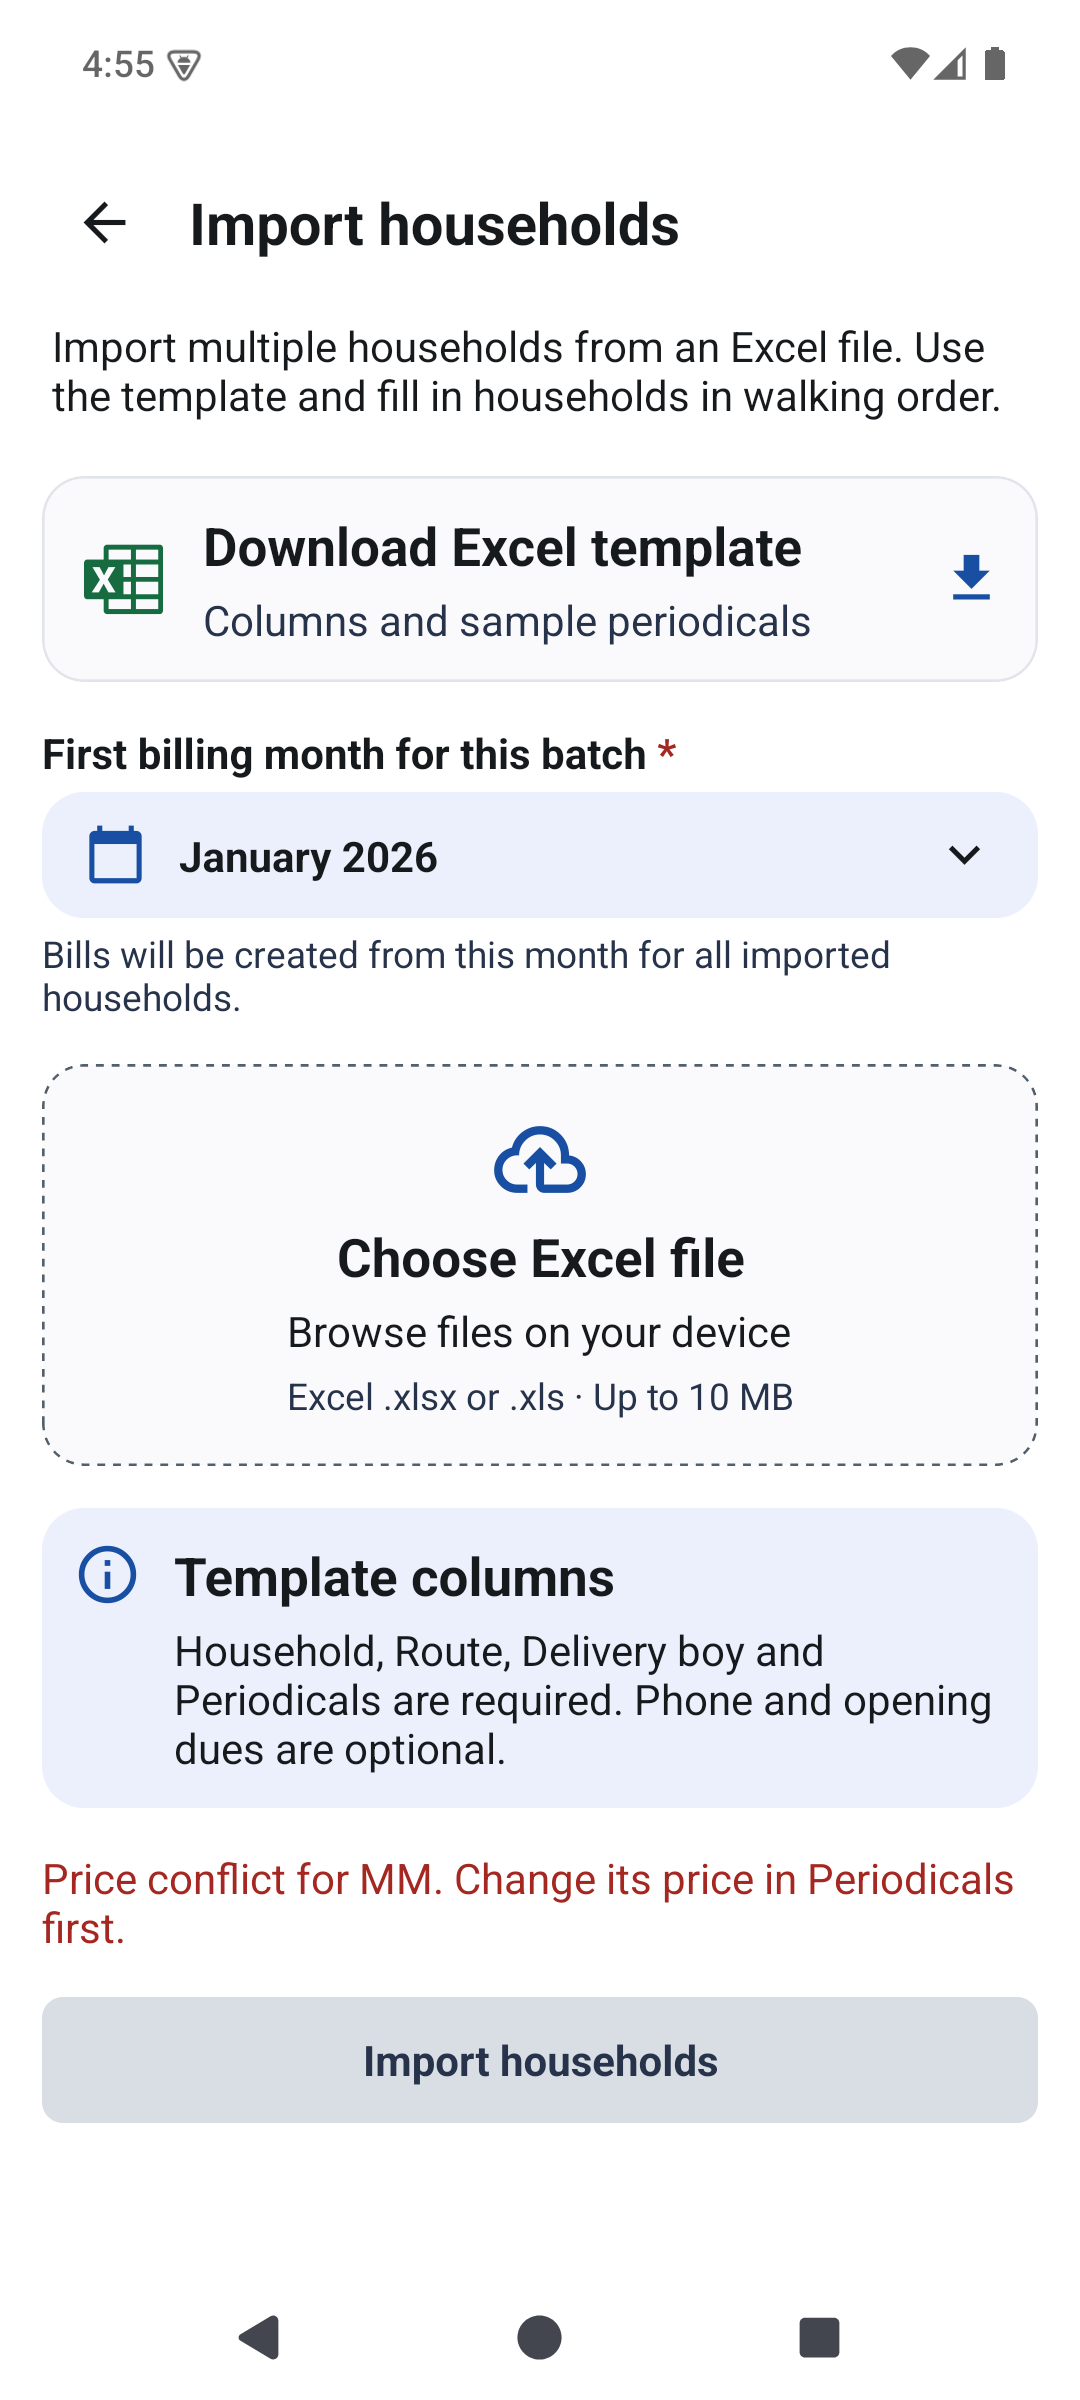 4:55
Import households
Import multiple households from an Excel file. Use
the template and fill in households in walking order.
X
Download Excel template
Columns and sample periodicals
First billing month for this batch *
January 2026
Bills will be created from this month for all imported
households.
Choose Excel file
Browse files on your device
Excel .xlsx or .xls · Up to 10 MB
Template columns
Household, Route, Delivery boy and
Periodicals are required. Phone and opening
dues are optional.
Price conflict for MM. Change its price in Periodicals
first.
Import households